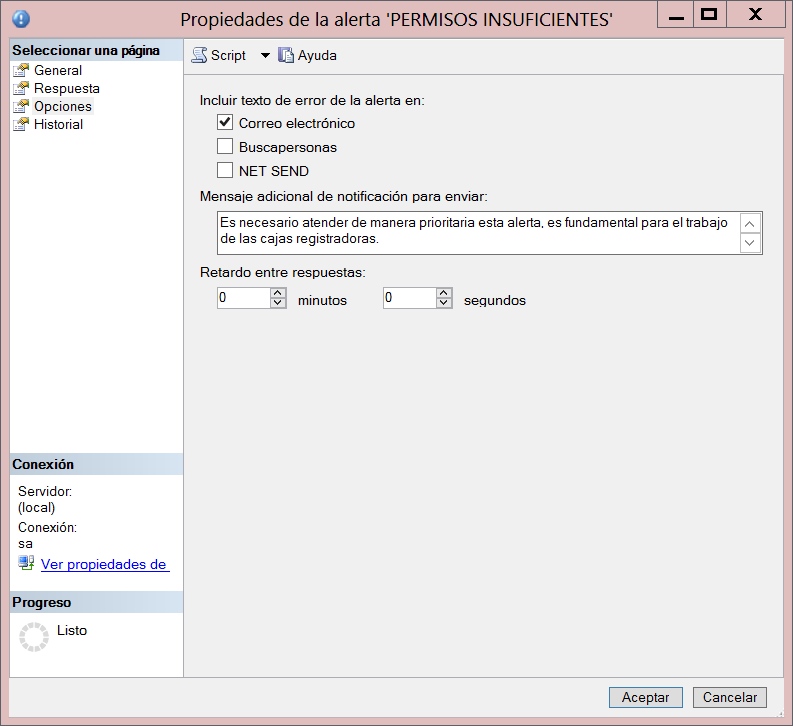 Propiedades de la alerta 'PERMISOS INSUFICIENTES'
Seleccionar una página
General
Respuesta
Opciones
Historial
Script
Ayuda
Incluir texto de error de la alerta en:
Correo electrónico
Buscapersonas
NET SEND
Mensaje adicional de notificación para enviar:
Es necesario atender de manera prioritaria esta alerta, es fundamental para el trabajo
de las cajas registradoras.
Retardo entre respuestas:
0 minutos 0 segundos
Conexión
Servidor:
(local)
Conexión:
sa
Ver propiedades de
Progreso
Listo
Aceptar Cancelar